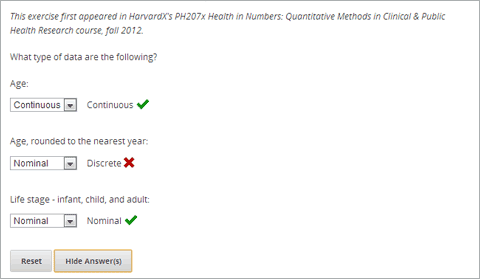 This exercise first appeared in HarvardX's PH207x Health in Numbers: Quantitative Methods in Clinical & Public
Health Research course, fall 2012.
What type of data are the following?
Age:
Continuous Continuous
Age, rounded to the nearest year:
Nominal Discrete
Life stage - infant, child, and adult:
Nominal Nominal
Reset Hide Answer(s)